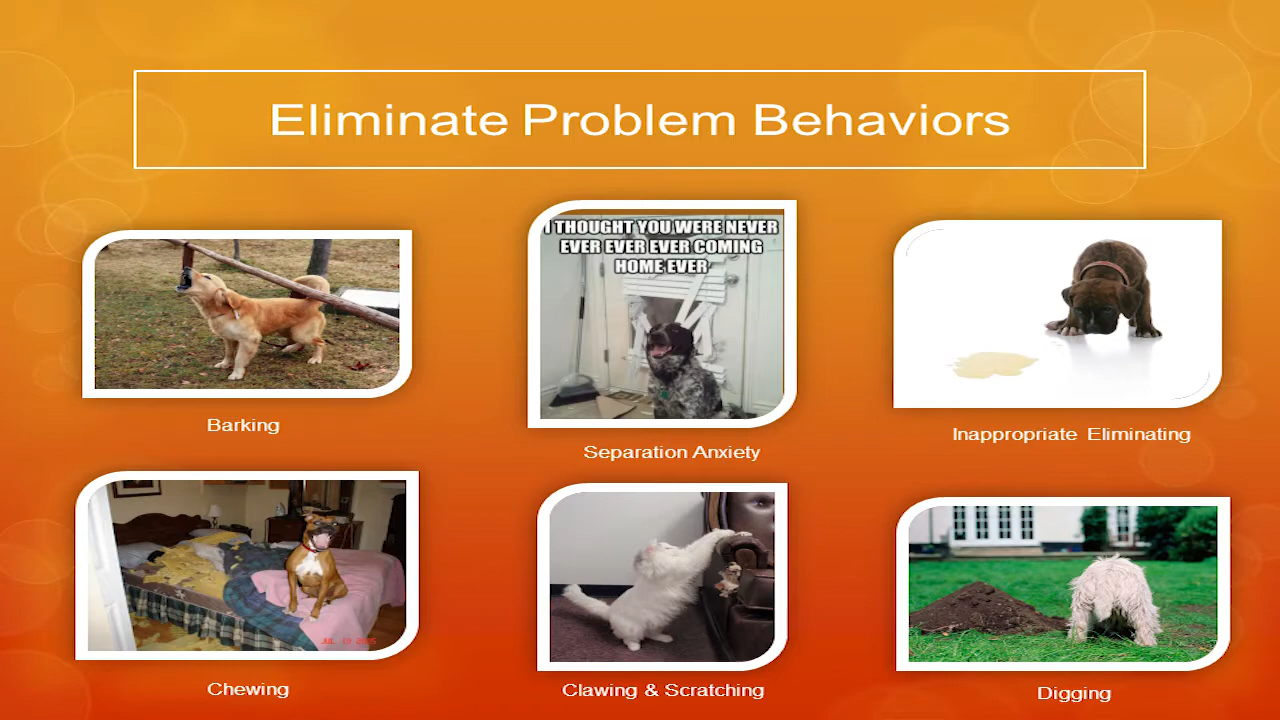 Eliminate Problem Behaviors
I THOUGHT YOU WERE NEVER
EVER EVER EVER COMING
HOME EVER
Barking
Separation Anxiety
Inappropriate Eliminating
Chewing
Clawing & Scratching
Digging